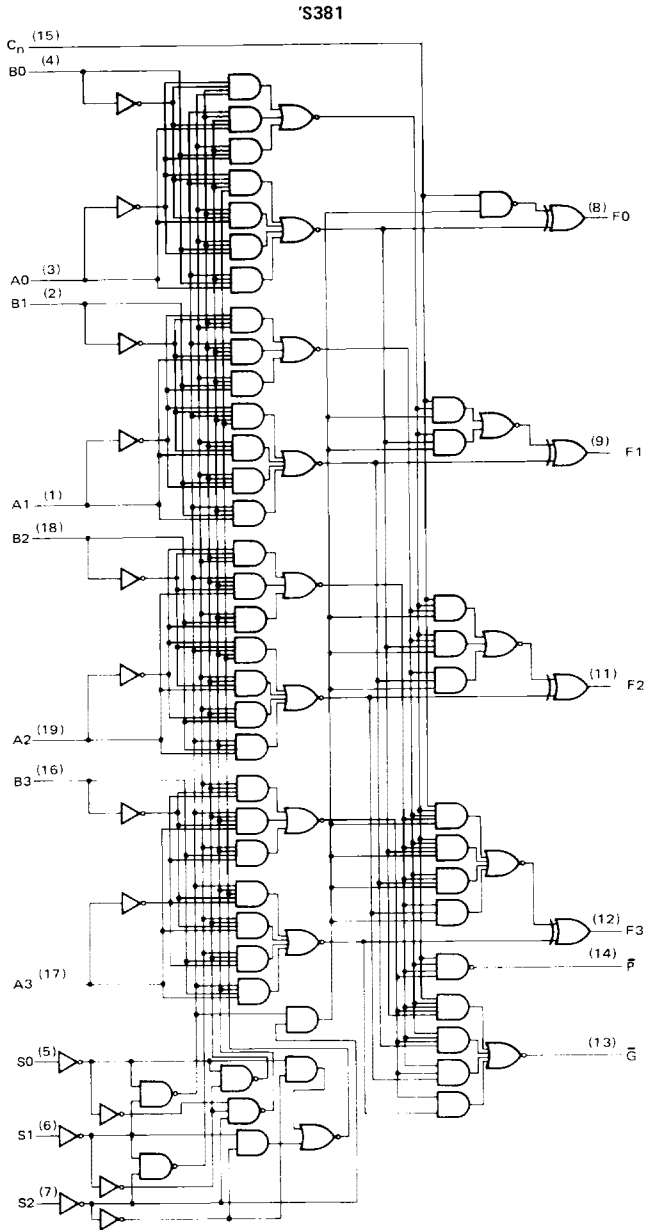 'S381
Cn (15)
B0 (4)
(8) F0
A0 (3)
B1 (2)
(9) F1
A1 (1)
B2 (18)
(11) F2
A2 (19)
B3 (16)
(12) F3
(14) P̅
A3 (17)
(13) G̅
S0 (5)
S1 (6)
S2 (7)